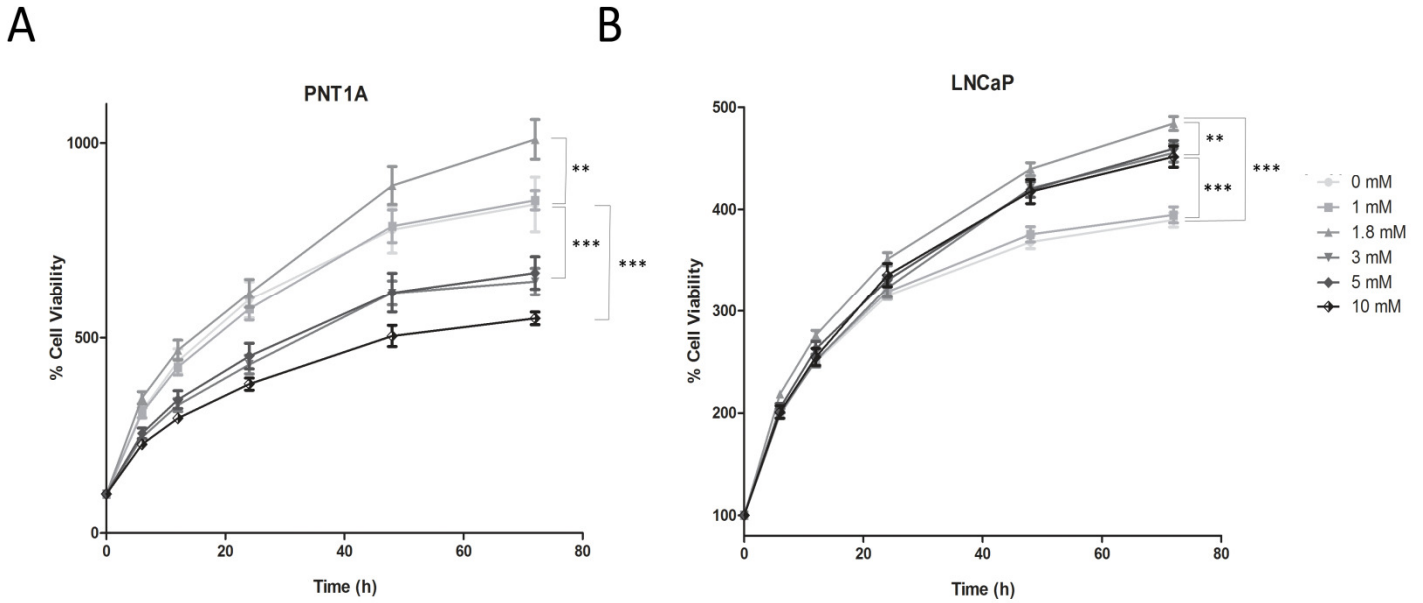 A
B
PNT1A
% Cell Viability
1000
500
0
0 20 40 60 80
Time (h)
**
***
***
LNCaP
% Cell Viability
500
400
300
200
100
0 20 40 60 80
Time (h)
**
***
***
0 mM
1 mM
1.8 mM
3 mM
5 mM
10 mM